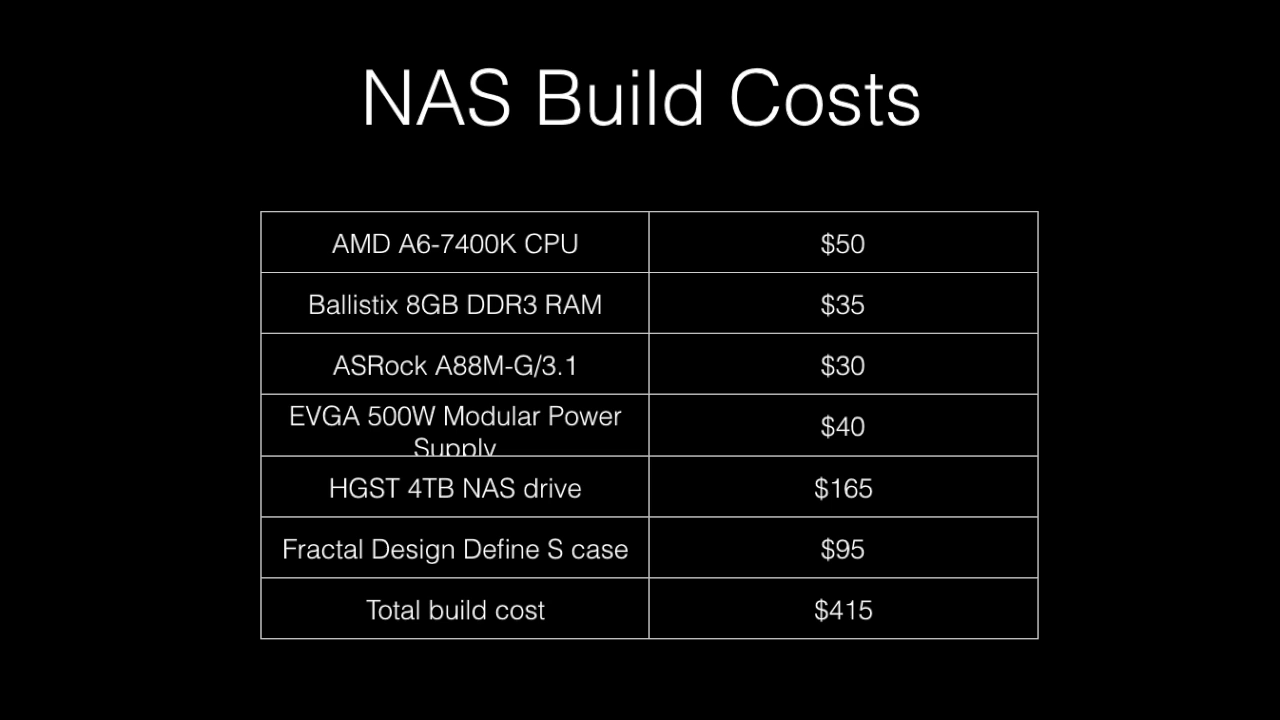 NAS Build Costs
AMD A6-7400K CPU $50
Ballistix 8GB DDR3 RAM $35
ASRock A88M-G/3.1 $30
EVGA 500W Modular Power
Supply $40
HGST 4TB NAS drive $165
Fractal Design Define S case $95
Total build cost $415